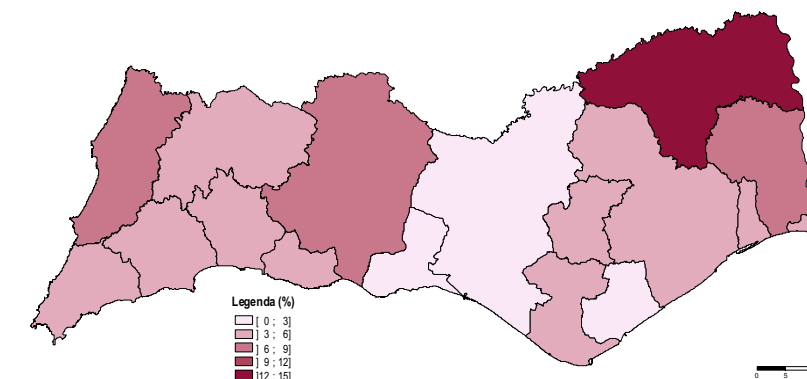 Legenda (%)
[ 0 ; 3]
] 3 ; 6]
] 6 ; 9]
] 9 ; 12]
]12 ; 15]
0 5